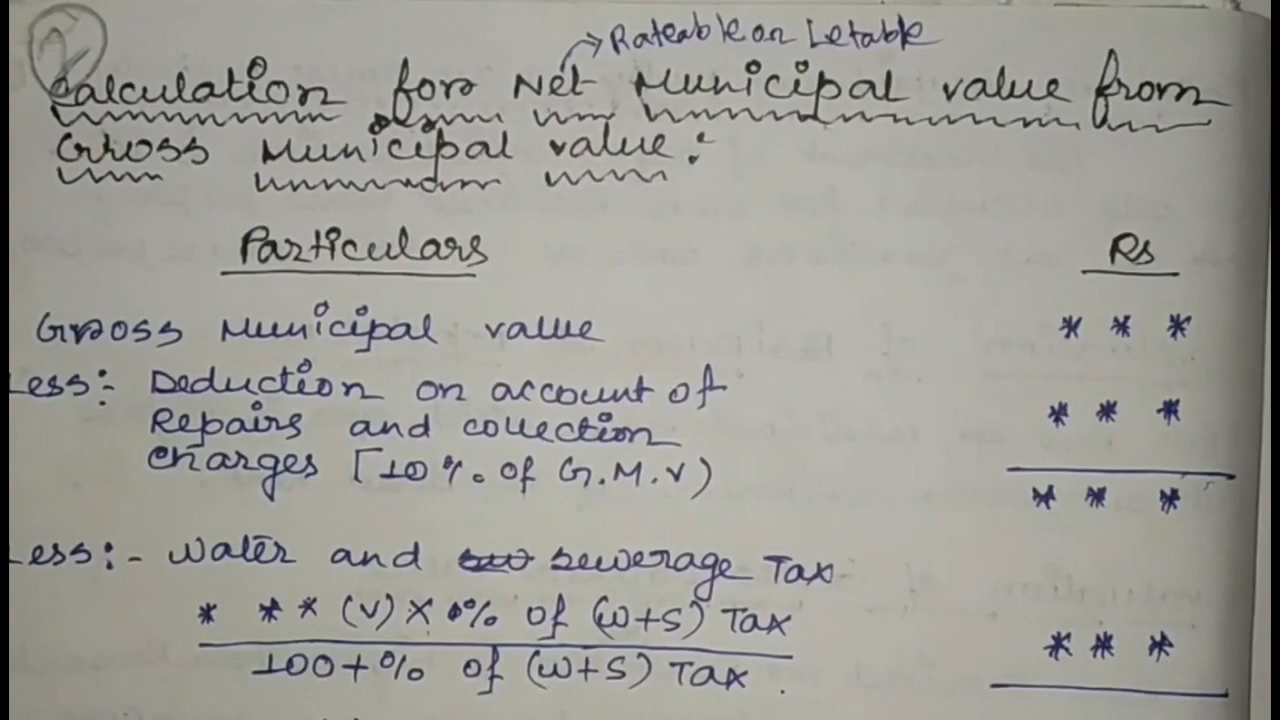 2
→ Rateable or Letable
Calculation for Net Municipal value from
Gross Municipal value:
Particulars Rs
Gross Municipal value * * *
Less:- Deduction on account of
Repairs and collection * * *
charges [10% of G.M.V)
* * *
Less:- Water and sewerage Tax
* * * (V) X % of (W+S) Tax
100+% of (W+S) Tax. * * *